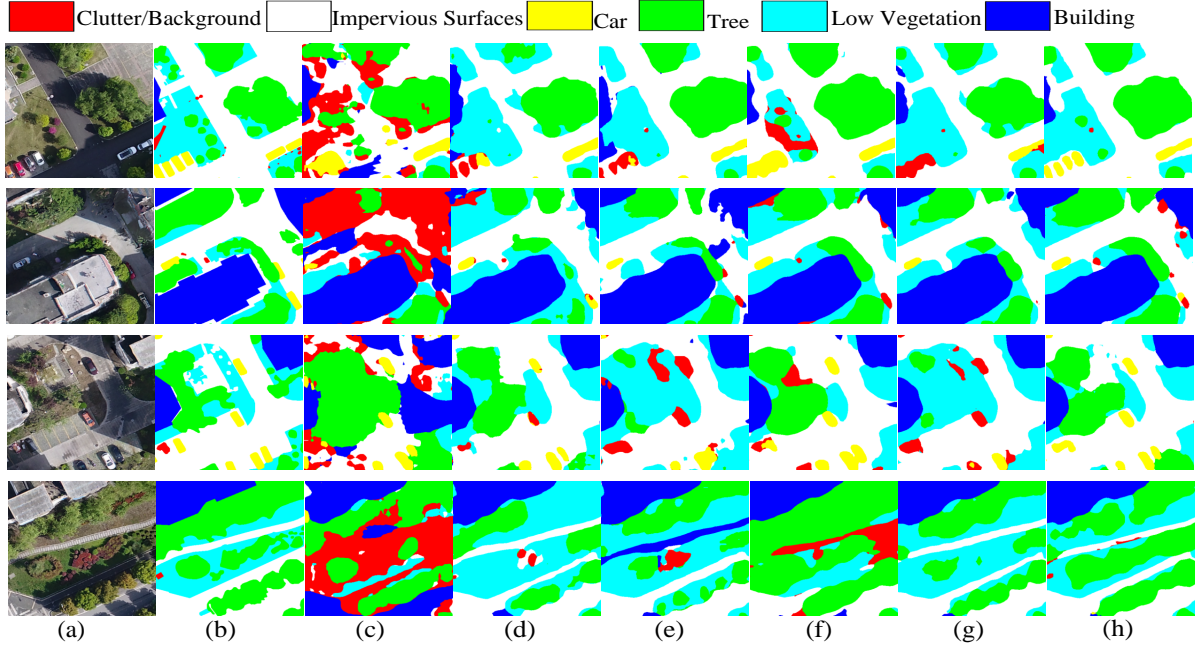 Clutter/Background Impervious Surfaces Car Tree Low Vegetation Building
(a) (b) (c) (d) (e) (f) (g) (h)